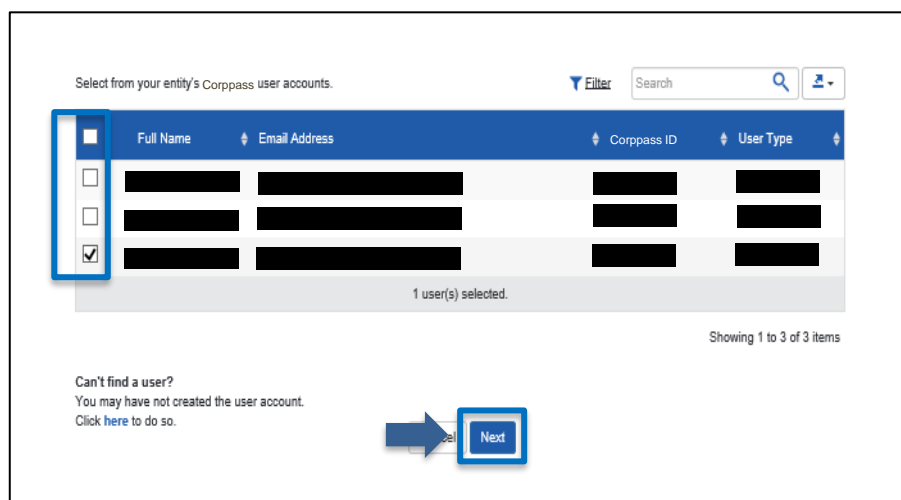 Select from your entity's Corppass user accounts.
Filter
Search
Full Name Email Address Corppass ID User Type
1 user(s) selected.
Showing 1 to 3 of 3 items
Can't find a user?
You may have not created the user account.
Click here to do so.
Next